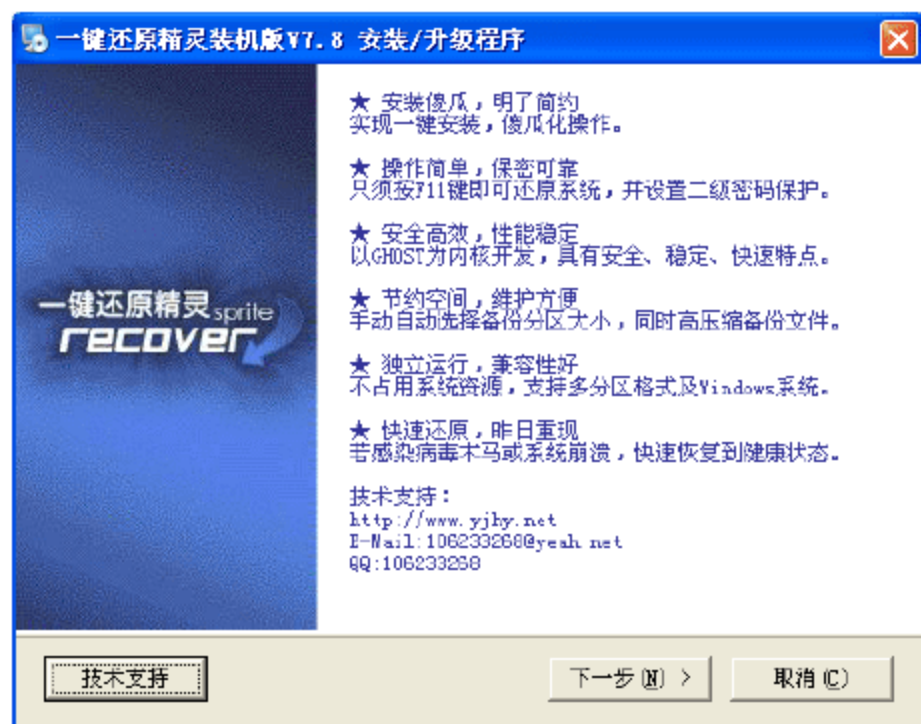 一键还原精灵装机版V7.8 安装/升级程序
★ 安装傻瓜，明了简约
实现一键安装，傻瓜化操作。
★ 操作简单，保密可靠
只须按F11键即可还原系统，并设置二级密码保护。
★ 安全高效，性能稳定
以GHOST为内核开发，具有安全、稳定、快速特点。
一键还原精灵 sprite
recover
★ 节约空间，维护方便
手动自动选择备份分区大小，同时高压缩备份文件。
★ 独立运行，兼容性好
不占用系统资源，支持多分区格式及Windows系统。
★ 快速还原，昨日重现
若感染病毒木马或系统崩溃，快速恢复到健康状态。
技术支持：
http://www.yjhy.net
E-Mail:106233268@yeah.net
QQ:106233268
技术支持
下一步(N) >
取消(C)